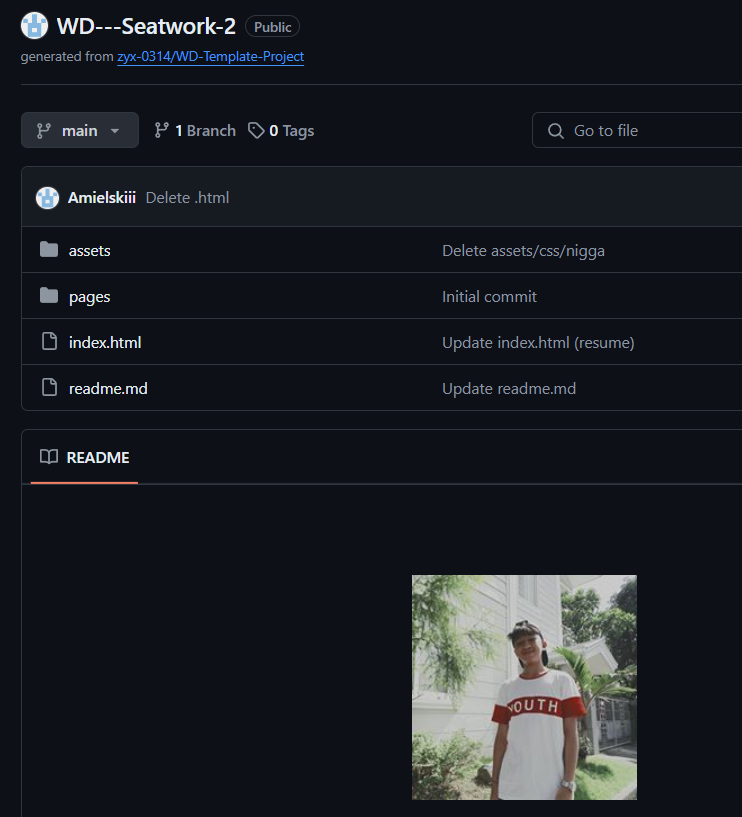 WD---Seatwork-2 Public
generated from zyx-0314/WD-Template-Project
main 1 Branch 0 Tags Go to file
Amielskiii Delete .html
assets Delete assets/css/nigga
pages Initial commit
index.html Update index.html (resume)
readme.md Update readme.md
README
YOUTH